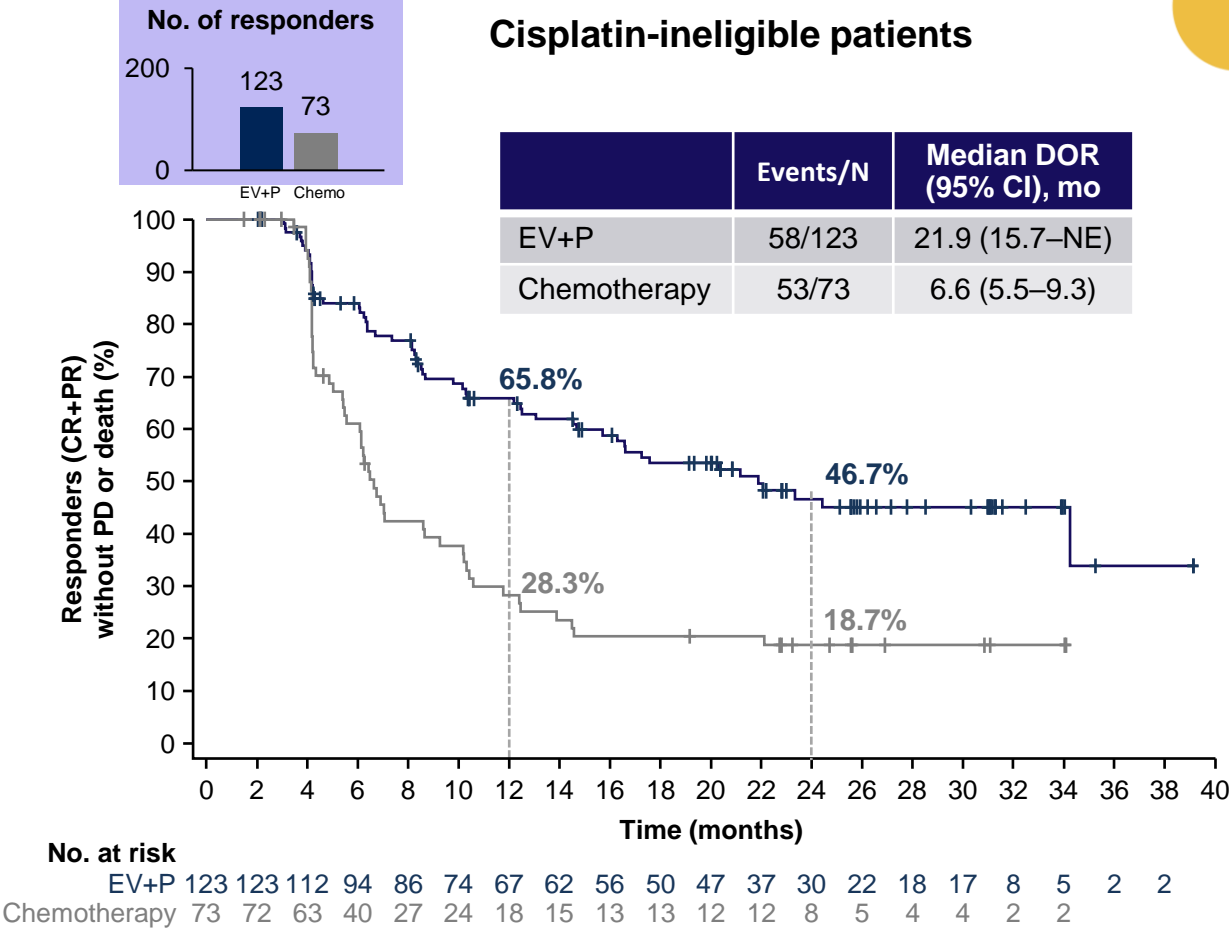 No. of responders
Cisplatin-ineligible patients
200
123
73
0
EV+P Chemo
Events/N Median DOR (95% CI), mo
EV+P 58/123 21.9 (15.7–NE)
Chemotherapy 53/73 6.6 (5.5–9.3)
Responders (CR+PR)
without PD or death (%)
100
90
80
70
60
50
40
30
20
10
0
65.8%
46.7%
28.3%
18.7%
0 2 4 6 8 10 12 14 16 18 20 22 24 26 28 30 32 34 36 38 40
Time (months)
No. at risk
EV+P 123 123 112 94 86 74 67 62 56 50 47 37 30 22 18 17 8 5 2 2
Chemotherapy 73 72 63 40 27 24 18 15 13 13 12 12 8 5 4 4 2 2